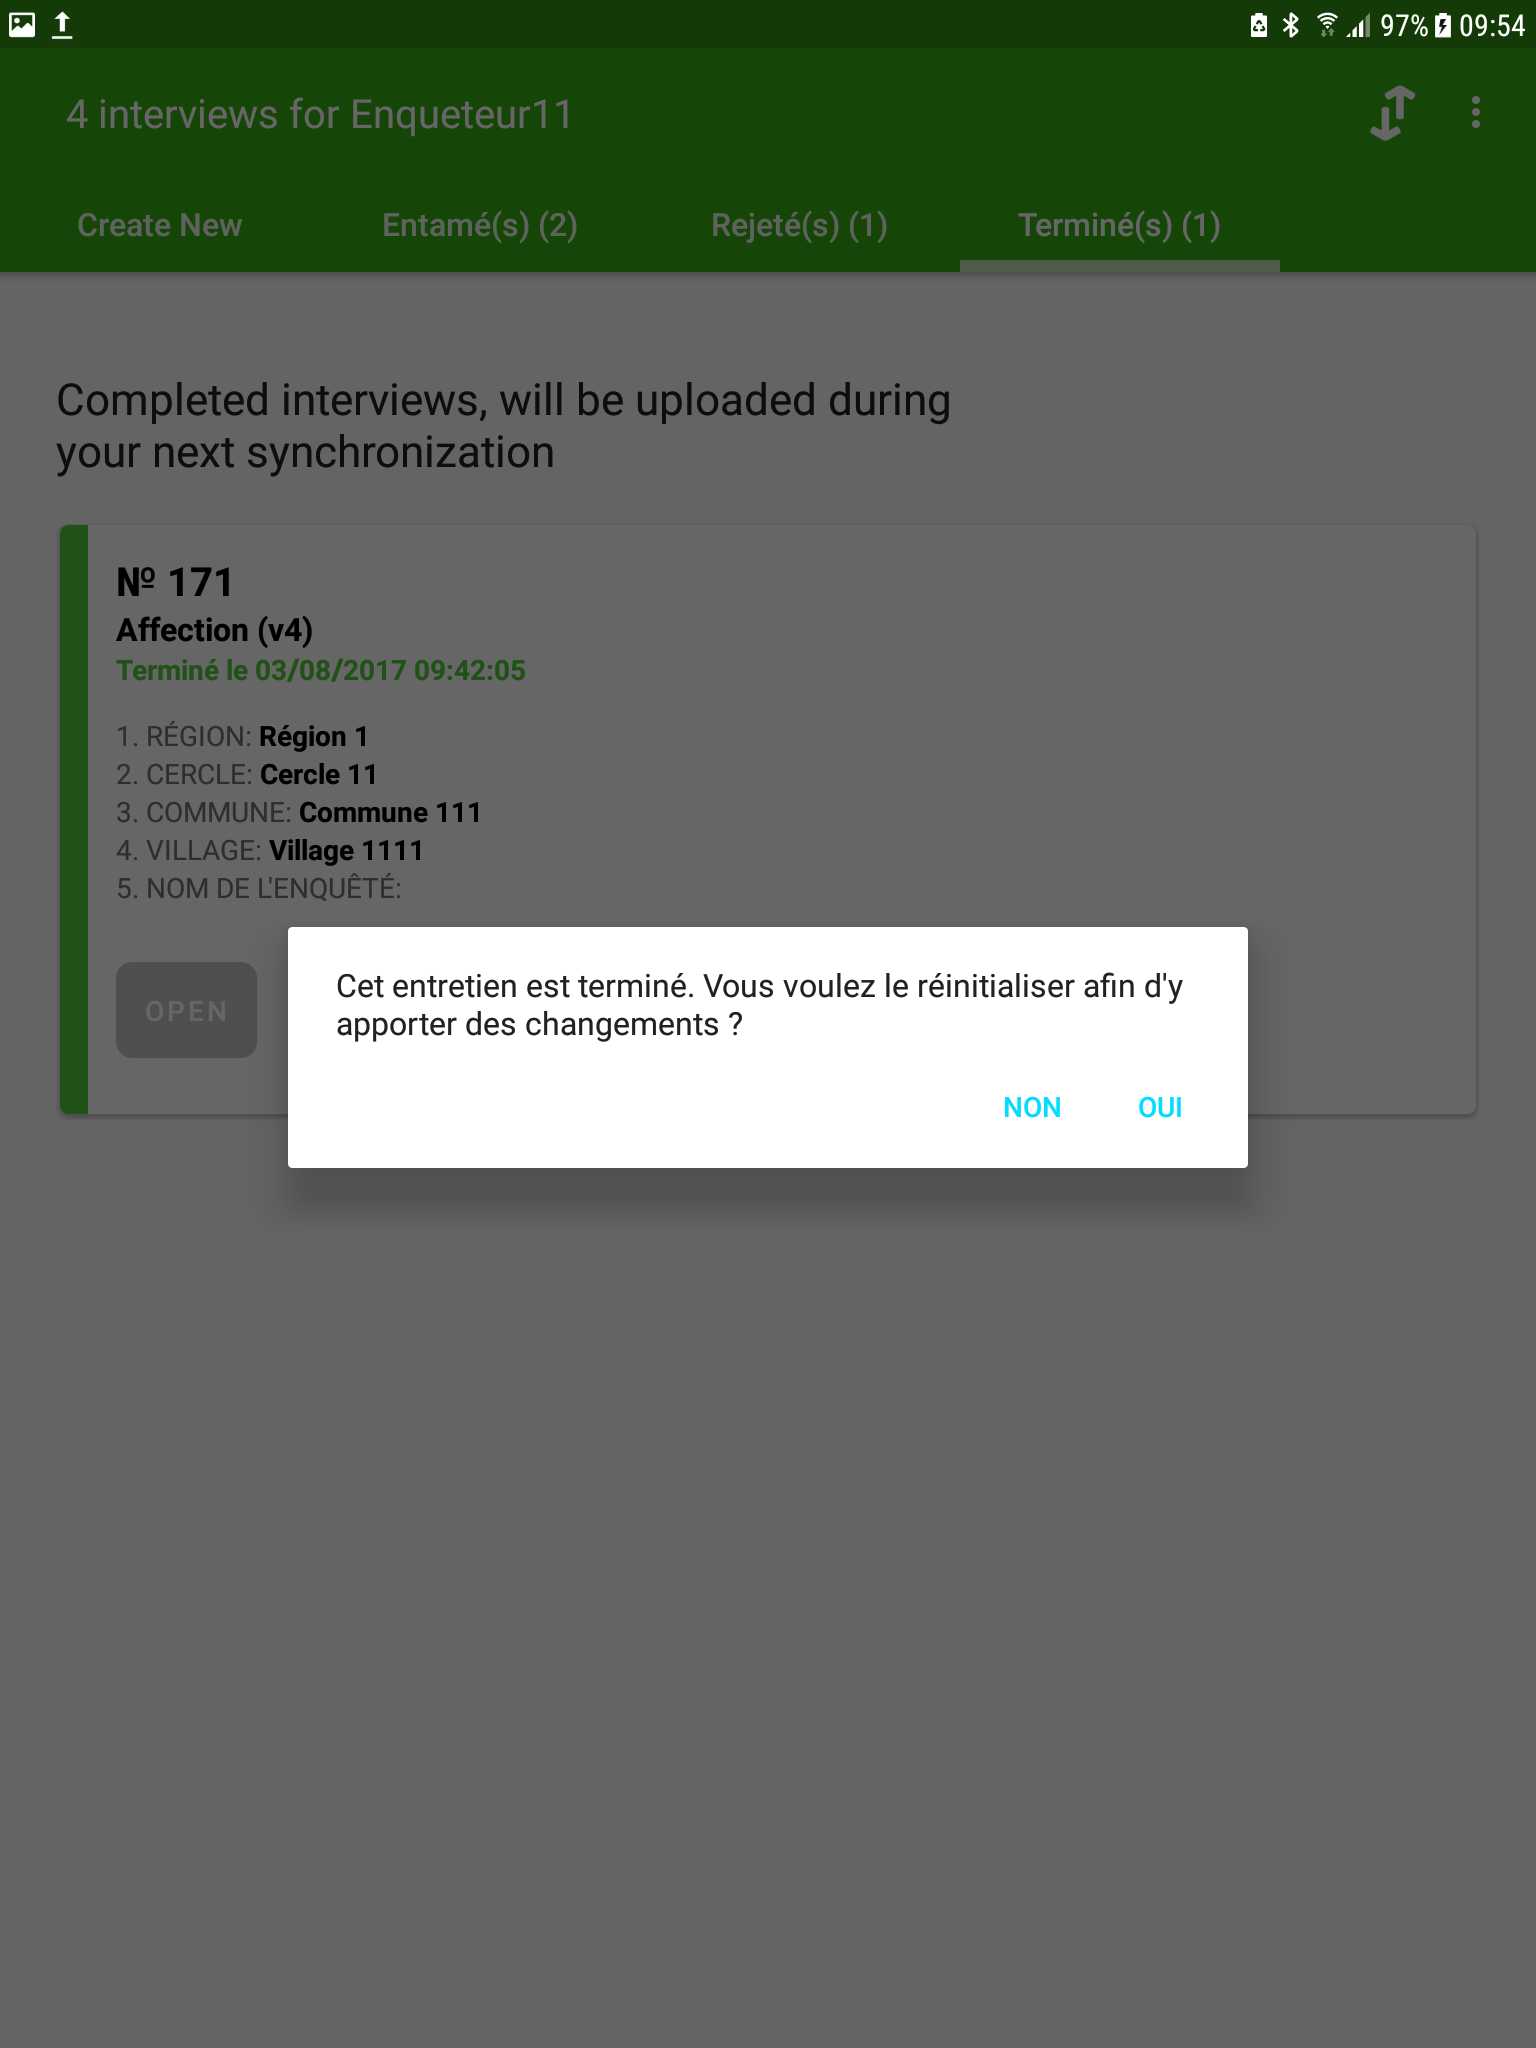 97% 09:54
4 interviews for Enqueteur11
Create New Entamé(s) (2) Rejeté(s) (1) Terminé(s) (1)
Completed interviews, will be uploaded during
your next synchronization
№ 171
Affection (v4)
Terminé le 03/08/2017 09:42:05
1. RÉGION: Région 1
2. CERCLE: Cercle 11
3. COMMUNE: Commune 111
4. VILLAGE: Village 1111
5. NOM DE L'ENQUÊTÉ:
OPEN
Cet entretien est terminé. Vous voulez le réinitialiser afin d'y
apporter des changements ?
NON OUI